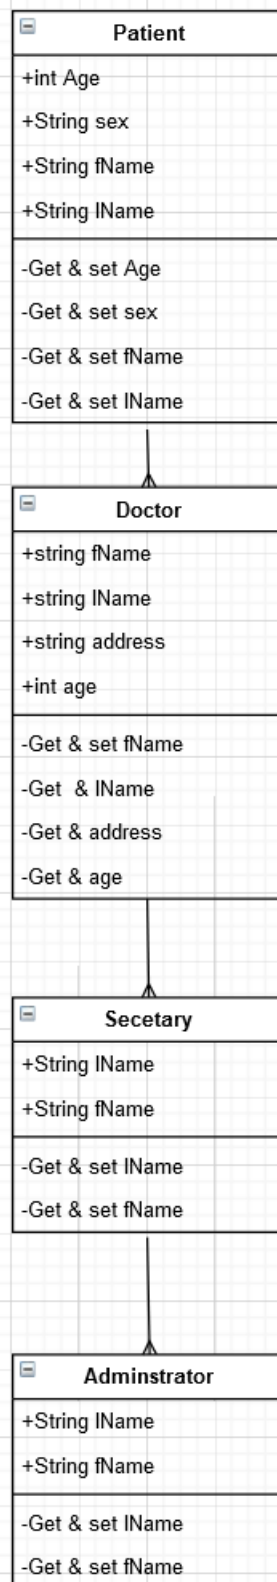 Patient
+int Age
+String sex
+String fName
+String lName
-Get & set Age
-Get & set sex
-Get & set fName
-Get & set lName
Doctor
+string fName
+string lName
+string address
+int age
-Get & set fName
-Get  & lName
-Get & address
-Get & age
Secetary
+String lName
+String fName
-Get & set lName
-Get & set fName
Adminstrator
+String lName
+String fName
-Get & set lName
-Get & set fName